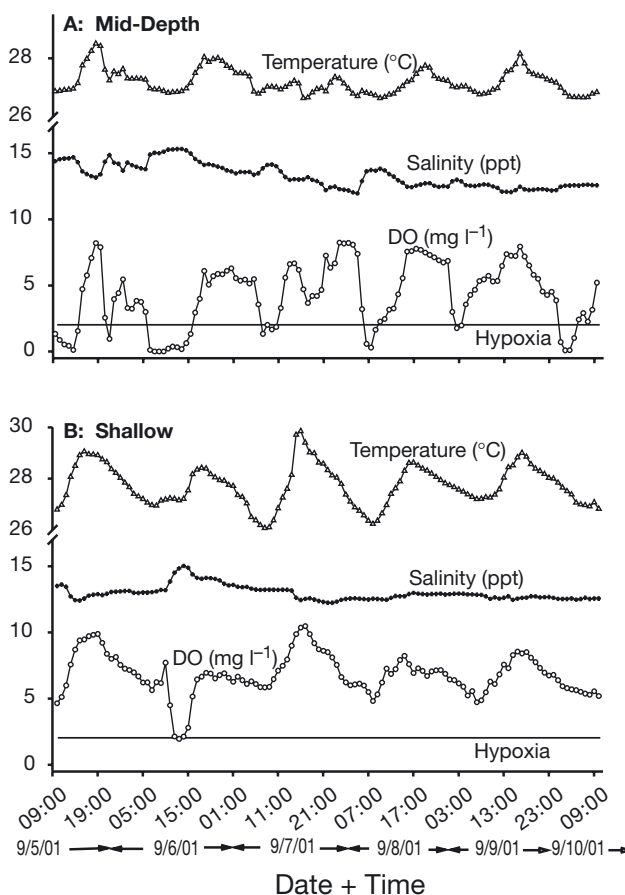 A: Mid-Depth
28
Temperature (°C)
26
15
Salinity (ppt)
10
DO (mg l⁻¹)
5
Hypoxia
0
B: Shallow
30
Temperature (°C)
28
26
15
Salinity (ppt)
10
DO (mg l⁻¹)
5
Hypoxia
0
09:00 19:00 05:00 15:00 01:00 11:00 21:00 07:00 17:00 03:00 13:00 23:00 09:00
9/5/01 9/6/01 9/7/01 9/8/01 9/9/01 9/10/01
Date + Time